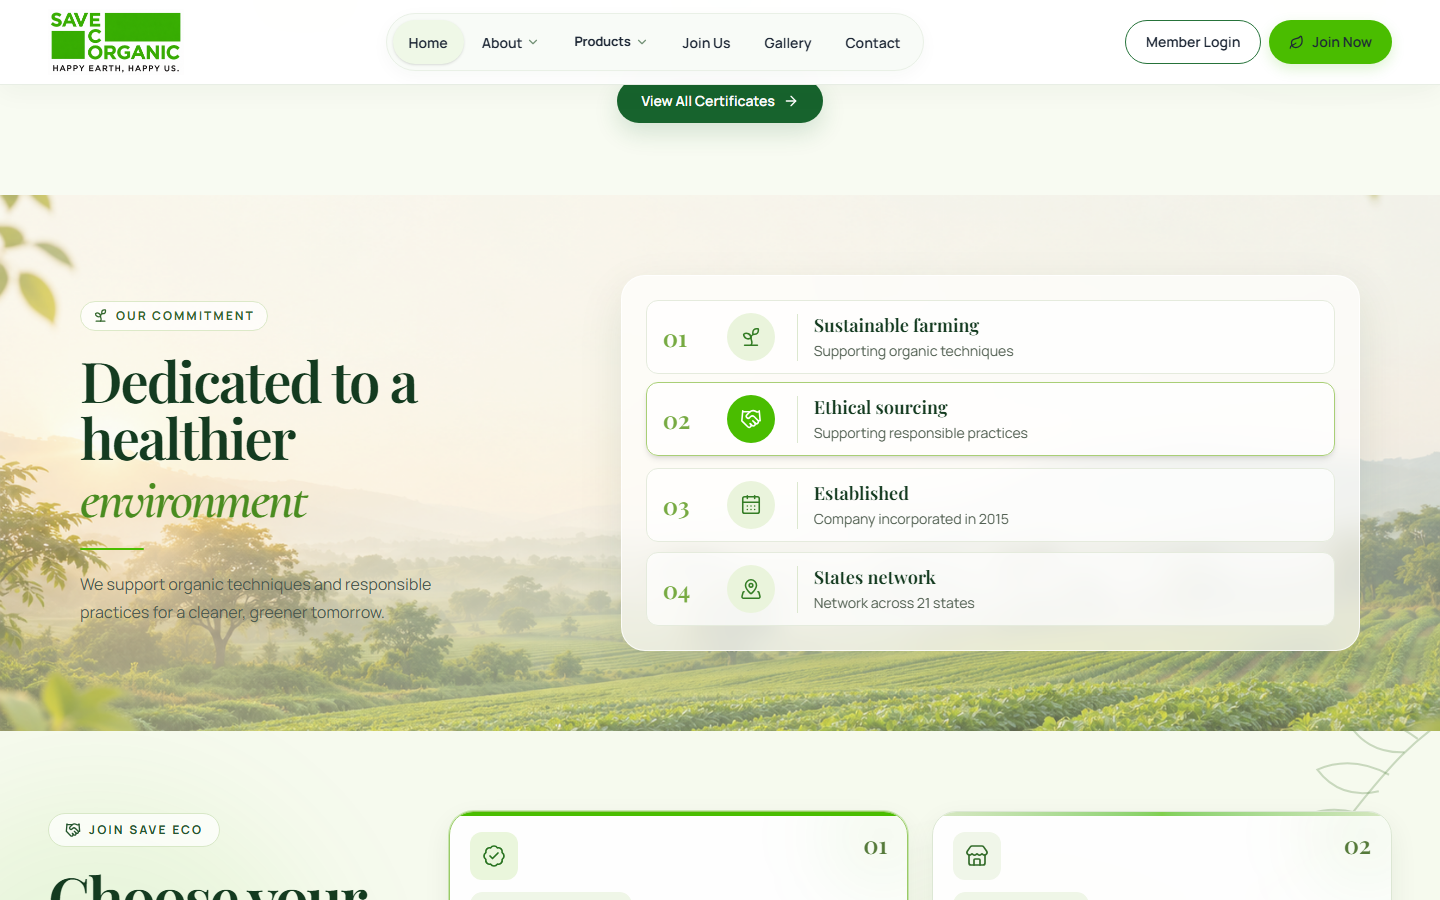 SAVE
ECO
ORGANIC
HAPPY EARTH, HAPPY US.
Home
About
Products
Join Us
Gallery
Contact
Member Login
Join Now
View All Certificates
OUR COMMITMENT
Dedicated to a
healthier
environment
We support organic techniques and responsible
practices for a cleaner, greener tomorrow.
01
Sustainable farming
Supporting organic techniques
02
Ethical sourcing
Supporting responsible practices
03
Established
Company incorporated in 2015
04
States network
Network across 21 states
JOIN SAVE ECO
Choose your
01
02